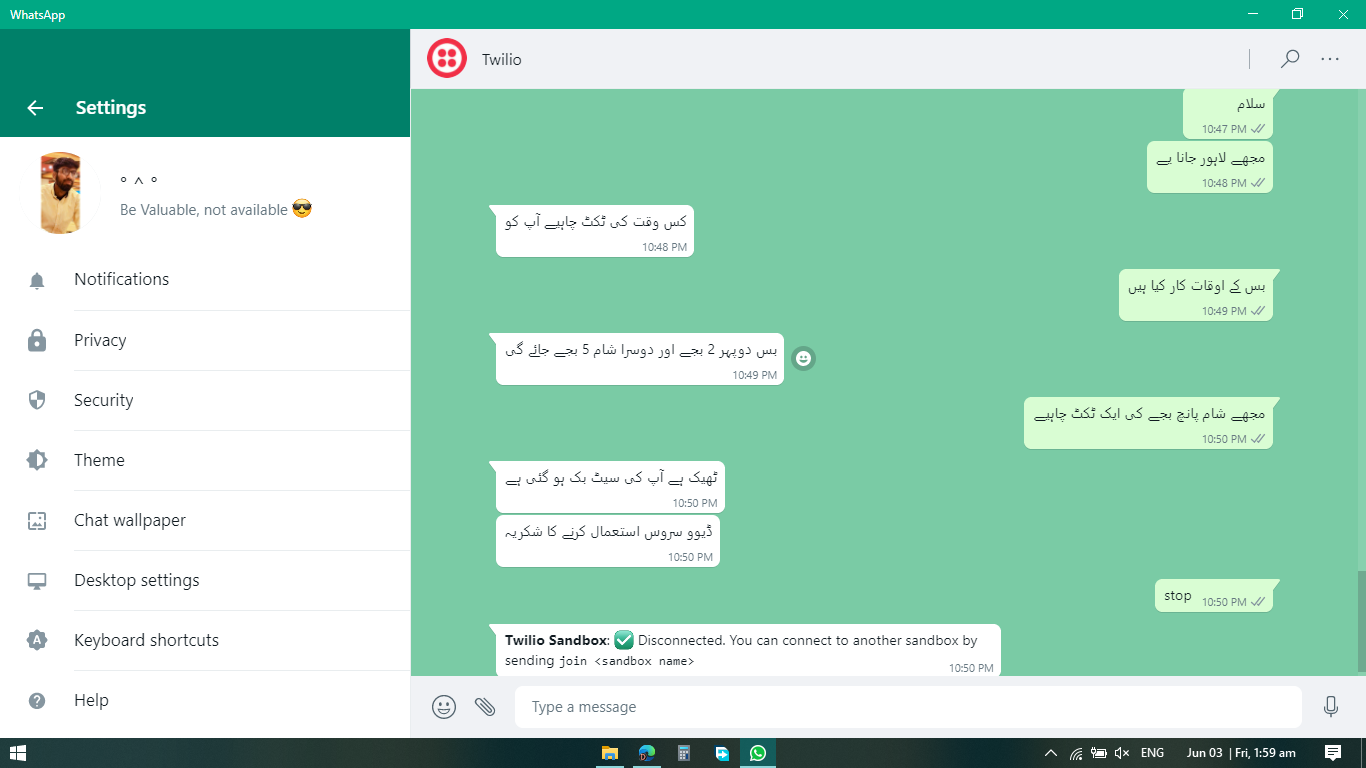 WhatsApp
Settings
° ^ °
Be Valuable, not available 😎
Notifications
Privacy
Security
Theme
Chat wallpaper
Desktop settings
Keyboard shortcuts
Help
Twilio
سلام
10:47 PM
مجھے لاہور جانا ہے
10:48 PM
کس وقت کی ٹکٹ چاہیے آپ کو
10:48 PM
بس کے اوقات کار کیا ہیں
10:49 PM
بس دوپہر 2 بجے اور دوسرا شام 5 بجے جائے گی
10:49 PM
مجھے شام پانچ بجے کی ایک ٹکٹ چاہیے
10:50 PM
ٹھیک ہے آپ کی سیٹ بک ہو گئی ہے
10:50 PM
ڈیوو سروس استعمال کرنے کا شکریہ
10:50 PM
stop 10:50 PM
Twilio Sandbox: ✅ Disconnected. You can connect to another sandbox by
sending join <sandbox name>
10:50 PM
Type a message
ENG
Jun 03 | Fri, 1:59 am